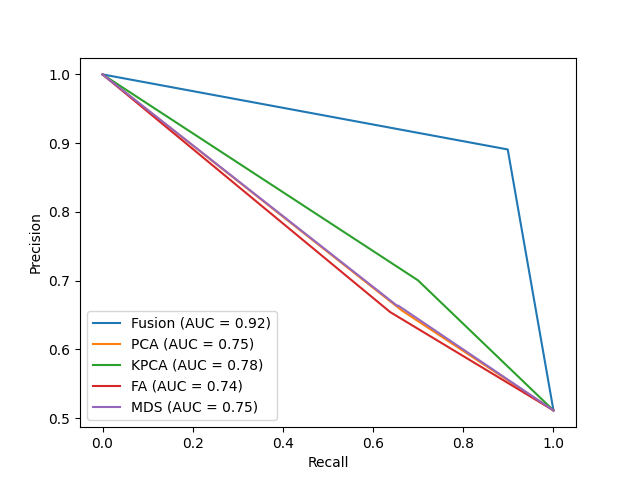 1.0
0.9
0.8
0.7
0.6
0.5
Precision
Fusion (AUC = 0.92)
PCA (AUC = 0.75)
KPCA (AUC = 0.78)
FA (AUC = 0.74)
MDS (AUC = 0.75)
0.0 0.2 0.4 0.6 0.8 1.0
Recall